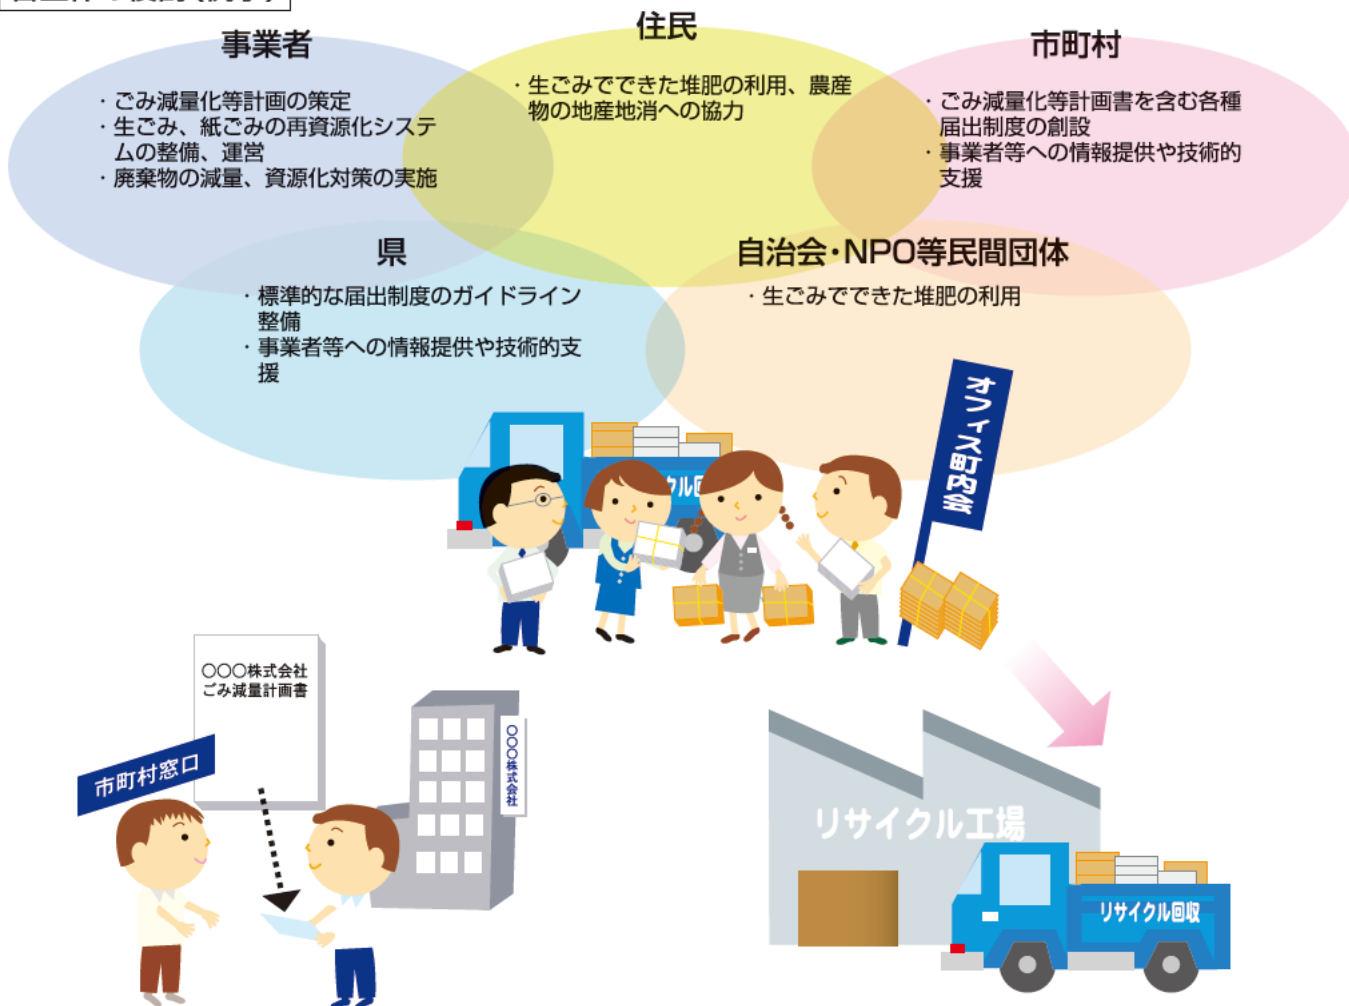 住民
事業者
市町村
・生ごみでできた堆肥の利用、農産
物の地産地消への協力
・ごみ減量化等計画の策定
・生ごみ、紙ごみの再資源化システ
ムの整備、運営
・廃棄物の減量、資源化対策の実施
・ごみ減量化等計画書を含む各種
届出制度の創設
・事業者等への情報提供や技術的
支援
県
・標準的な届出制度のガイドライン
整備
・事業者等への情報提供や技術的支
援
自治会・NPO等民間団体
・生ごみでできた堆肥の利用
オフィス町内会
クル回
〇〇〇株式会社
ごみ減量計画書
市町村窓口
〇〇〇株式会社
リサイクル工場
リサイクル回収